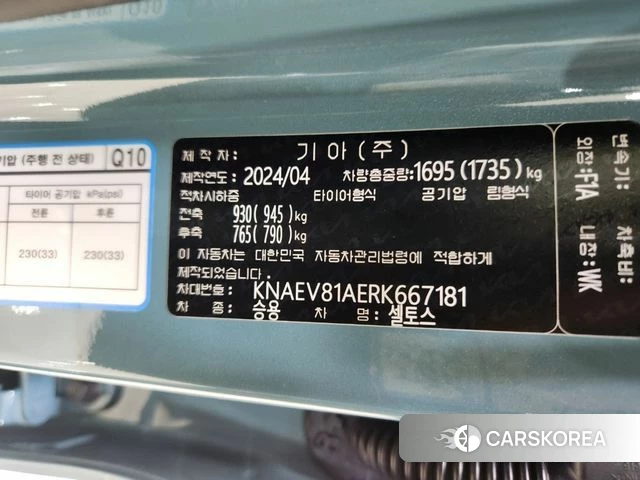 기압 (주행 전 상태) Q10
타이어 공기압 kPa(psi)
전륜 후륜
230(33) 230(33)
제 작 자 : 기 아 ( 주 )
제작연도: 2024/04 차량총중량:1695(1735)kg
적차시하중 타이어형식 공기압 림형식
전축 930( 945)kg
후축 765( 790)kg
이 자동차는 대한민국 자동차관리법령에 적합하게
제작되었습니다.
차대번호: KNAEV81AERK667181
차 종: 승용 차 명: 셀토스
변속기:
외장:F1A 차축비:
내장:WK
CARSKOREA